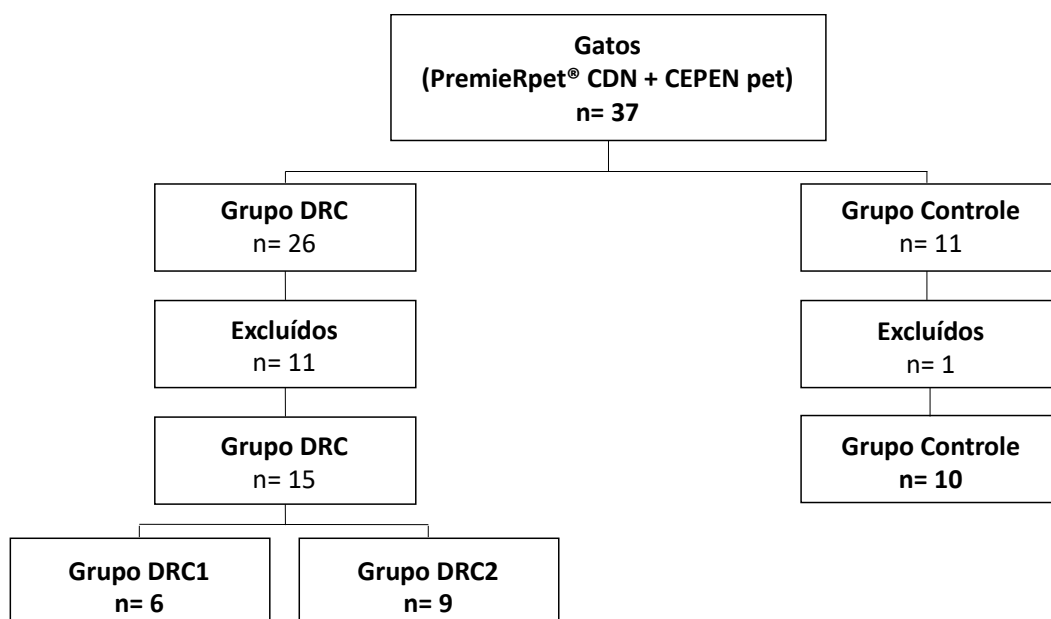 Gatos
(PremieRpet® CDN + CEPEN pet)
n= 37
Grupo DRC
n= 26
Grupo Controle
n= 11
Excluídos
n= 11
Excluídos
n= 1
Grupo DRC
n= 15
Grupo Controle
n= 10
Grupo DRC1
n= 6
Grupo DRC2
n= 9